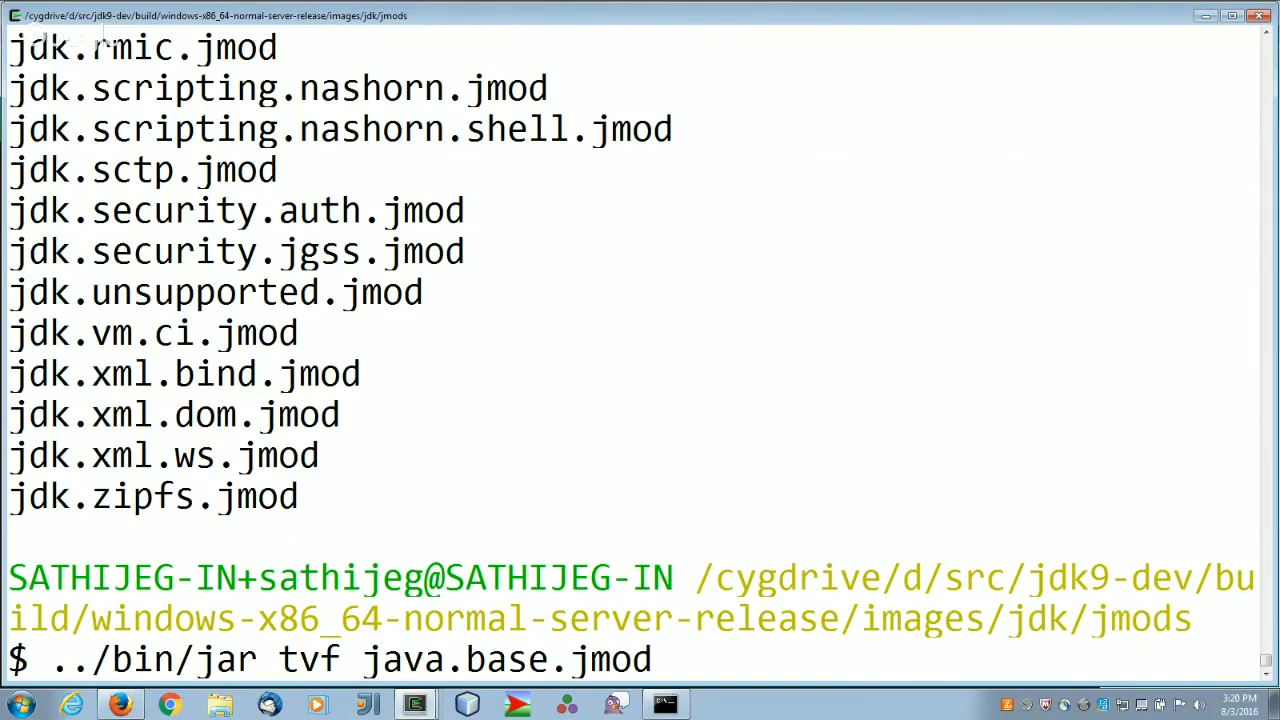 /cygdrive/d/src/jdk9-dev/build/windows-x86_64-normal-server-release/images/jdk/jmods
jdk.rmic.jmod
jdk.scripting.nashorn.jmod
jdk.scripting.nashorn.shell.jmod
jdk.sctp.jmod
jdk.security.auth.jmod
jdk.security.jgss.jmod
jdk.unsupported.jmod
jdk.vm.ci.jmod
jdk.xml.bind.jmod
jdk.xml.dom.jmod
jdk.xml.ws.jmod
jdk.zipfs.jmod
SATHIJEG-IN+sathijeg@SATHIJEG-IN /cygdrive/d/src/jdk9-dev/bu
ild/windows-x86_64-normal-server-release/images/jdk/jmods
$ ../bin/jar tvf java.base.jmod
3:20 PM
8/3/2016